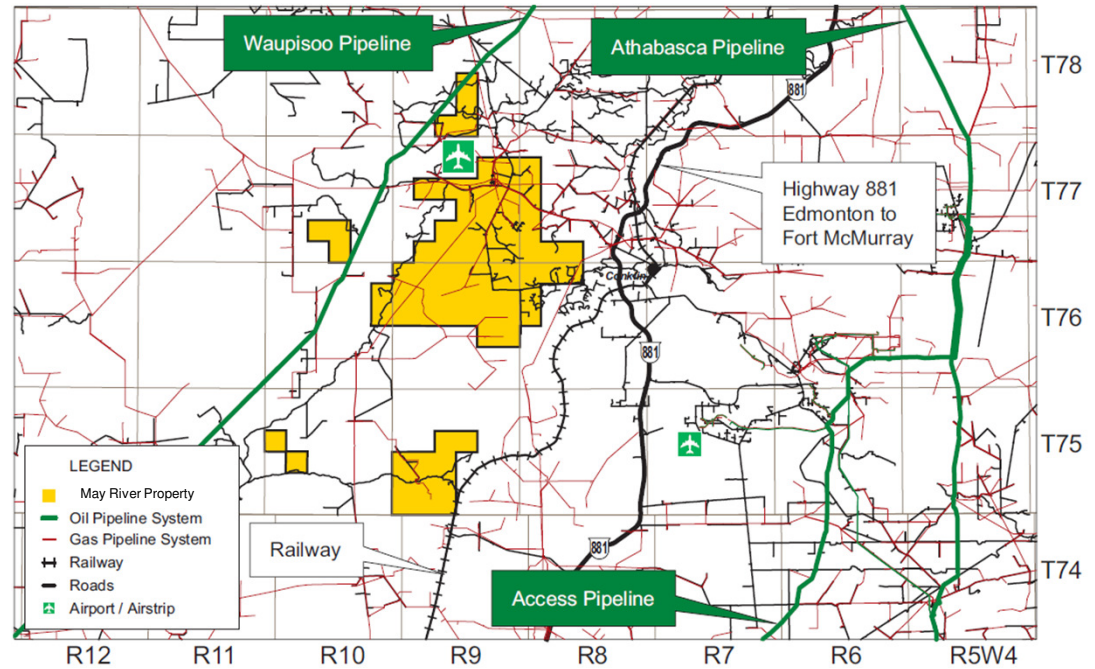 Waupisoo Pipeline
Athabasca Pipeline
881
T78
Highway 881
Edmonton to
Fort McMurray
T77
Conklin
T76
881
T75
LEGEND
May River Property
Oil Pipeline System
Gas Pipeline System
Railway
Roads
Airport / Airstrip
Railway
881
T74
Access Pipeline
R12
R11
R10
R9
R8
R7
R6
R5W4